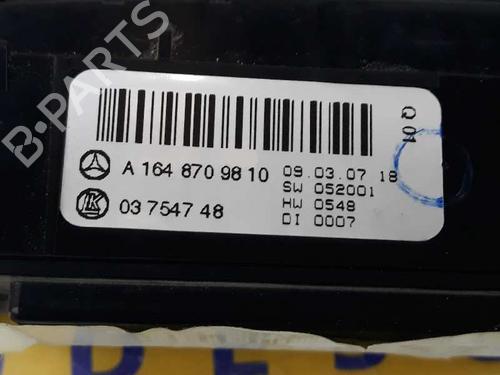 B-PARTS
Q 01
A 164 870 98 10
09.03.07 18
SW 052001
HW 0548
DI 0007
LK
03 7547 48